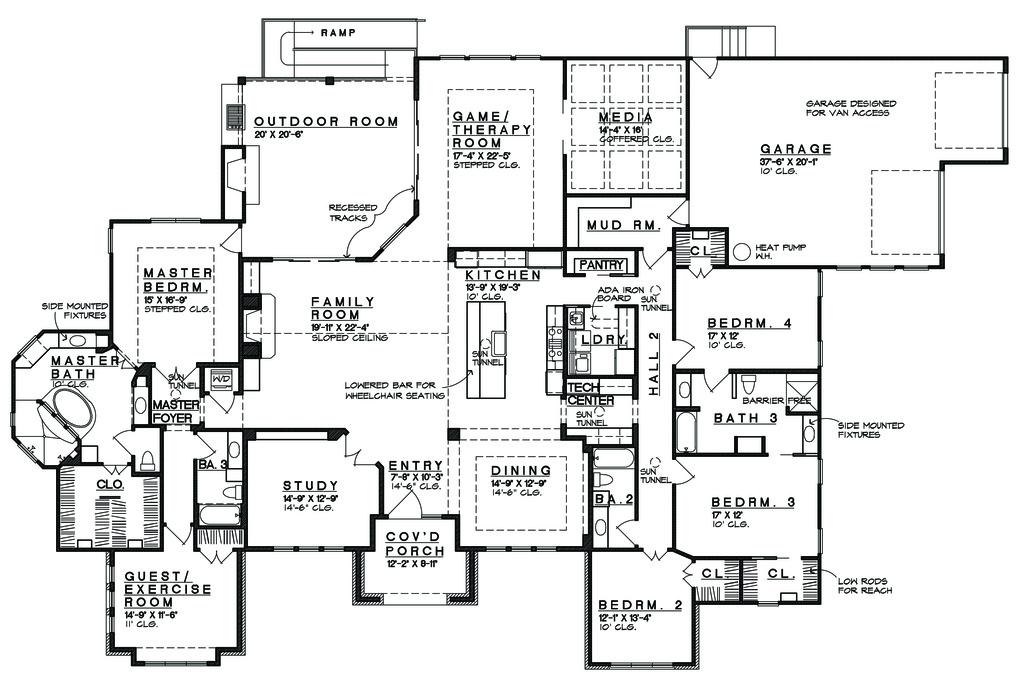 RAMP
OUTDOOR ROOM
20' X 20'-6"
GAME/
THERAPY
ROOM
17'-4" X 22'-5"
STEPPED CLG.
MEDIA
14'-4" X 16'
COFFERED CLG.
GARAGE DESIGNED
FOR VAN ACCESS
GARAGE
37'-6" X 20'-1"
10' CLG.
RECESSED
TRACKS
MUD RM.
CL.
HEAT PUMP
W.H.
MASTER
BEDRM.
15' X 16'-9"
STEPPED CLG.
KITCHEN
13'-9" X 19'-3"
10' CLG.
PANTRY
ADA IRON
BOARD
SUN
TUNNEL
SIDE MOUNTED
FIXTURES
FAMILY
ROOM
19'-11" X 22'-4"
SLOPED CEILING
LDRY.
HALL 2
BEDRM. 4
17' X 12'
10' CLG.
MASTER
BATH
10' CLG.
SUN
TUNNEL
W/D
SUN
TUNNEL
LOWERED BAR FOR
WHEELCHAIR SEATING
TECH
CENTER
SUN
TUNNEL
BARRIER FREE
BATH 3
SIDE MOUNTED
FIXTURES
MASTER
FOYER
BA. 3
CLO.
STUDY
14'-9" X 12'-9"
14'-6" CLG.
ENTRY
7'-8" X 10'-3"
14'-6" CLG.
DINING
14'-9" X 12'-9"
14'-6" CLG.
BA. 2
SUN
TUNNEL
BEDRM. 3
17' X 12'
10' CLG.
COV'D
PORCH
12'-2" X 8'-11"
GUEST/
EXERCISE
ROOM
14'-9" X 11'-6"
11' CLG.
CL.
CL.
LOW RODS
FOR REACH
BEDRM. 2
12'-1" X 13'-4"
10' CLG.